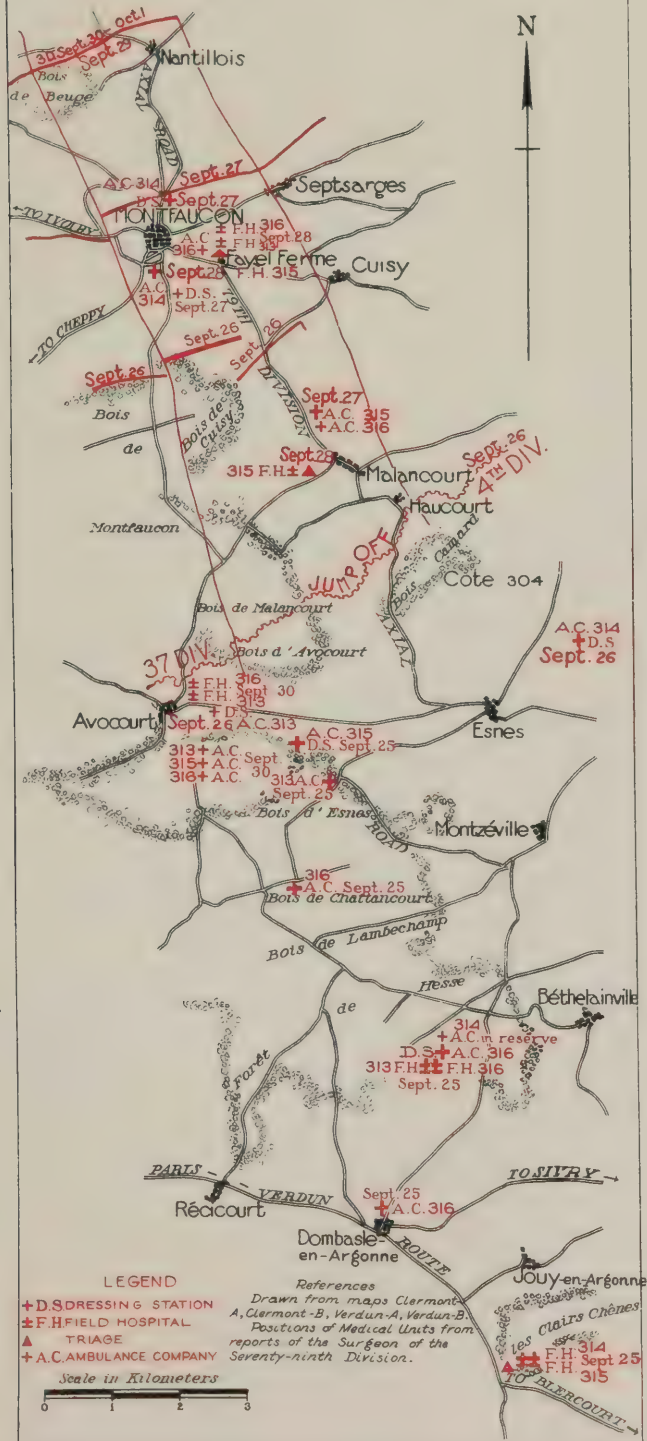 3D Sept. 30- Oct. 1
Sept. 29
N
Nantillois
Bois
de Beuge
AXIAL
ROAD
A.C. 314
Sept. 27
D.S. Sept. 27
Septsarges
←TO IVOIRY
MONTFAUCON
F.H. 316
A.C. Sept. 28
316 F.H. 313
Fayel Ferme
F.H. 315
Cuisy
Sept. 28
A.C. D.S.
314 Sept. 27
79TH
DIVISION
←TO CHEPPY
Sept. 26
Sept. 26
Sept. 26
Bois
de
Bois de
Cuisy
Sept. 27
A.C. 315
A.C. 316
Sept. 28
315 F.H.
Malancourt
Sept. 26
4TH DIV.
Haucourt
Montfaucon
JUMP OFF
Bois Camard
Côte 304
Bois de Malancourt
AXIAL
Bois d'Avocourt
A.C. 314
D.S
Sept. 26
37 DIV.
316
F.H. Sept 30
F.H. 313
D.S.
Avocourt
Sept. 26 A.C. 313
Esnes
A.C. 315
D.S. Sept. 25
313 A.C.
315 A.C. Sept.
316 A.C. 30
313 A.C.
Sept. 25
Bois d'Esnes
ROAD
Montzéville
316
A.C. Sept. 25
Bois de Chattancourt
Bois de Lambechamp
Hesse
de
Forêt
Béthelainville
314
A.C. in reserve
D.S. A.C. 316
313 F.H. F.H. 316
Sept. 25
PARIS - VERDUN
ROUTE
TO SIVRY→
Récicourt
Sept. 25
A.C. 316
Dombasle-
en-Argonne
Jouy-en-Argonne
les Clairs Chênes
F.H. 314
Sept 25
F.H. 315
TO BLERCOURT
LEGEND
D.S. DRESSING STATION
F.H. FIELD HOSPITAL
TRIAGE
A.C. AMBULANCE COMPANY
Scale in Kilometers
0 1 2 3
References
Drawn from maps Clermont-
A, Clermont-B, Verdun-A, Verdun-B.
Positions of Medical Units from
reports of the Surgeon of the
Seventy-ninth Division.